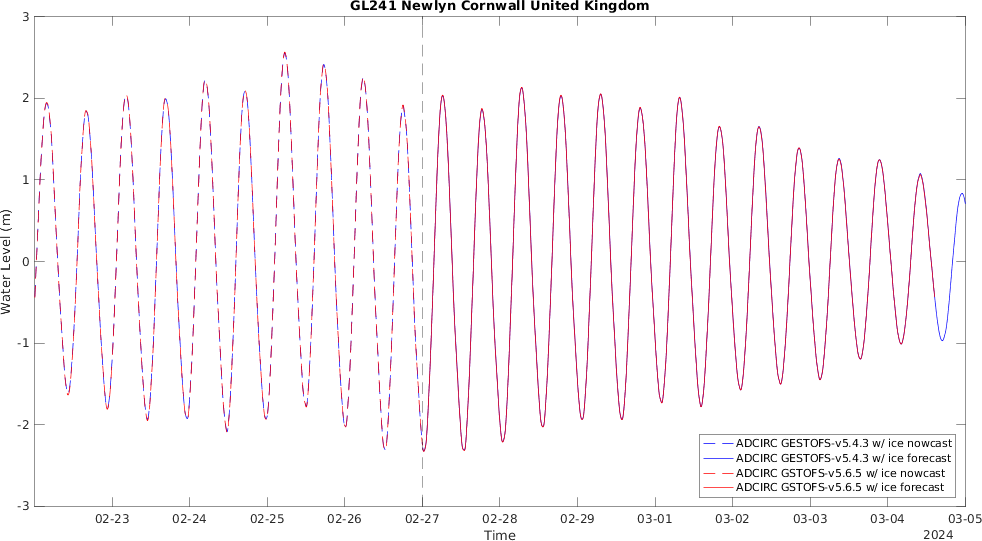 GL241 Newlyn Cornwall United Kingdom
3
2
1
0
-1
-2
-3
Water Level (m)
ADCIRC GESTOFS-v5.4.3 w/ ice nowcast
ADCIRC GESTOFS-v5.4.3 w/ ice forecast
ADCIRC GSTOFS-v5.6.5 w/ ice nowcast
ADCIRC GSTOFS-v5.6.5 w/ ice forecast
02-23 02-24 02-25 02-26 02-27 02-28 02-29 03-01 03-02 03-03 03-04 03-05
Time
2024